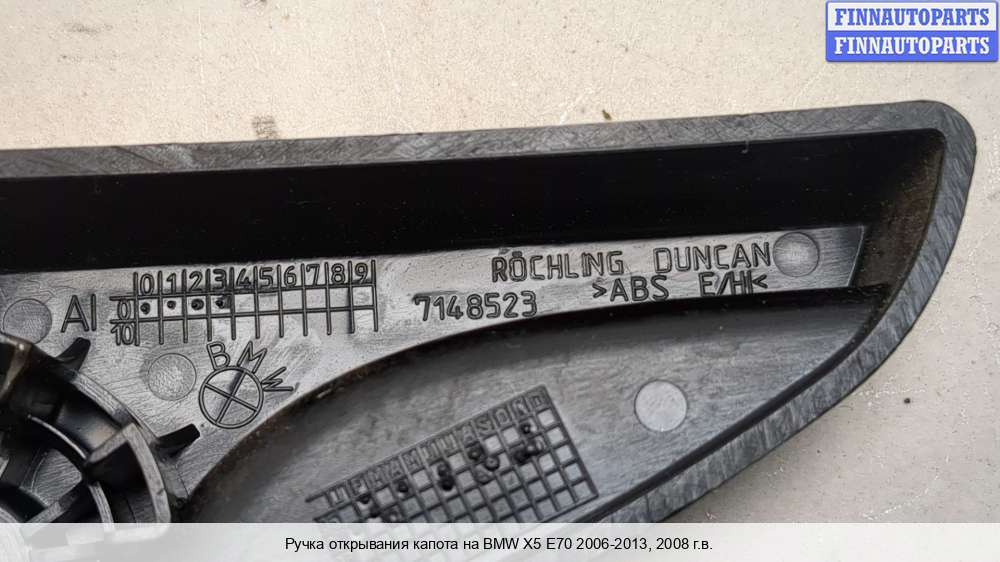 FINNAUTOPARTS
FINNAUTOPARTS
RÖCHLING DUNCAN
0 1 2 3 4 5 6 7 8 9
7148523 >ABS E/HI<
AI 0
10
BMW
J F M A M J J A S O N D
Ручка открывания капота на BMW X5 E70 2006-2013, 2008 г.в.